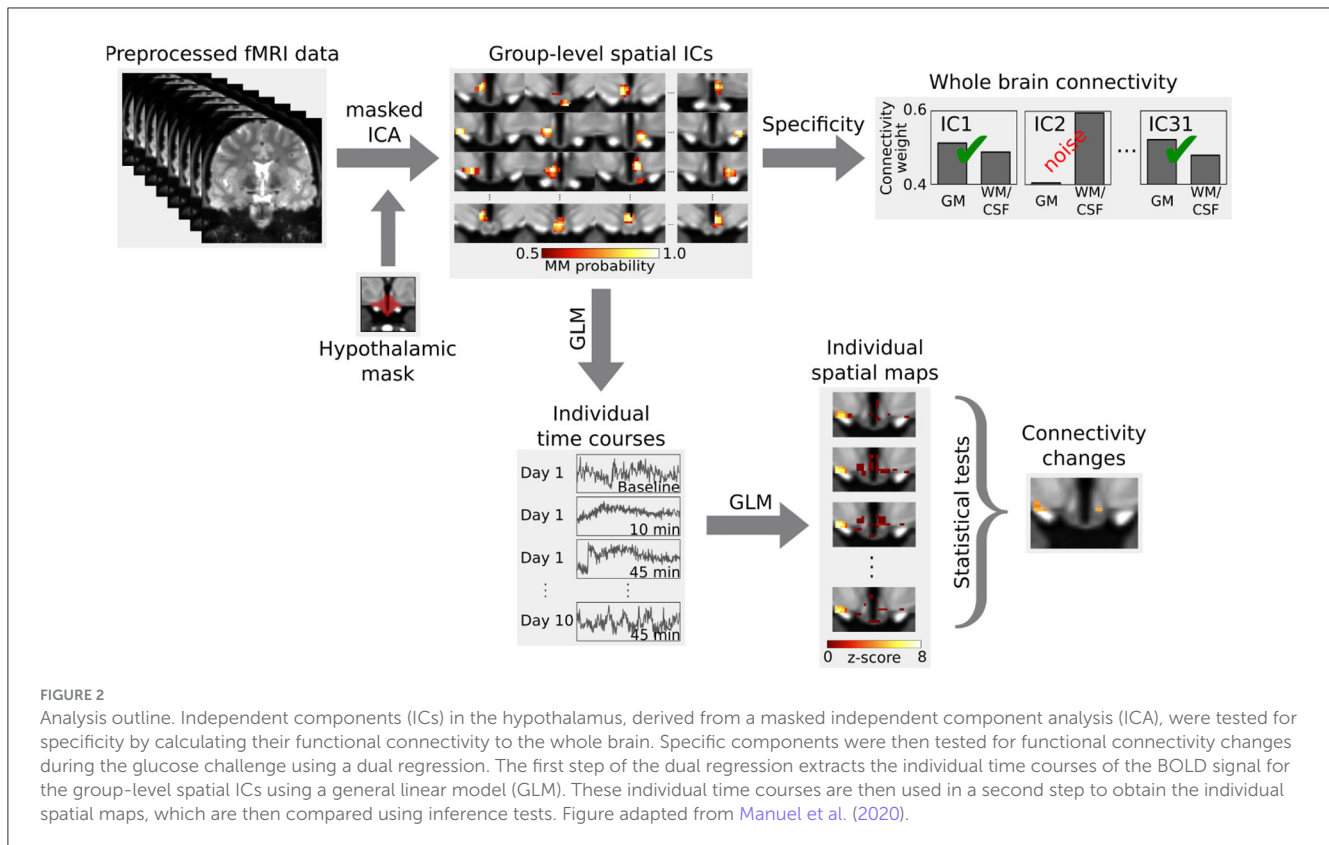 Preprocessed fMRI data
masked
ICA
Hypothalamic
mask
Group-level spatial ICs
...
...
...
...
0.5
1.0
MM probability
Specificity
Whole brain connectivity
Connectivity
weight
0.6
0.4
IC1
GM
WM/
CSF
IC2
noise
GM
WM/
CSF
...
IC31
GM
WM/
CSF
GLM
Individual
time courses
Day 1
Baseline
Day 1
10 min
Day 1
45 min
Day 10
45 min
GLM
Individual
spatial maps
0
8
z-score
Statistical tests
Connectivity
changes
FIGURE 2
Analysis outline. Independent components (ICs) in the hypothalamus, derived from a masked independent component analysis (ICA), were tested for
specificity by calculating their functional connectivity to the whole brain. Specific components were then tested for functional connectivity changes
during the glucose challenge using a dual regression. The first step of the dual regression extracts the individual time courses of the BOLD signal for
the group-level spatial ICs using a general linear model (GLM). These individual time courses are then used in a second step to obtain the individual
spatial maps, which are then compared using inference tests. Figure adapted from Manuel et al. (2020).